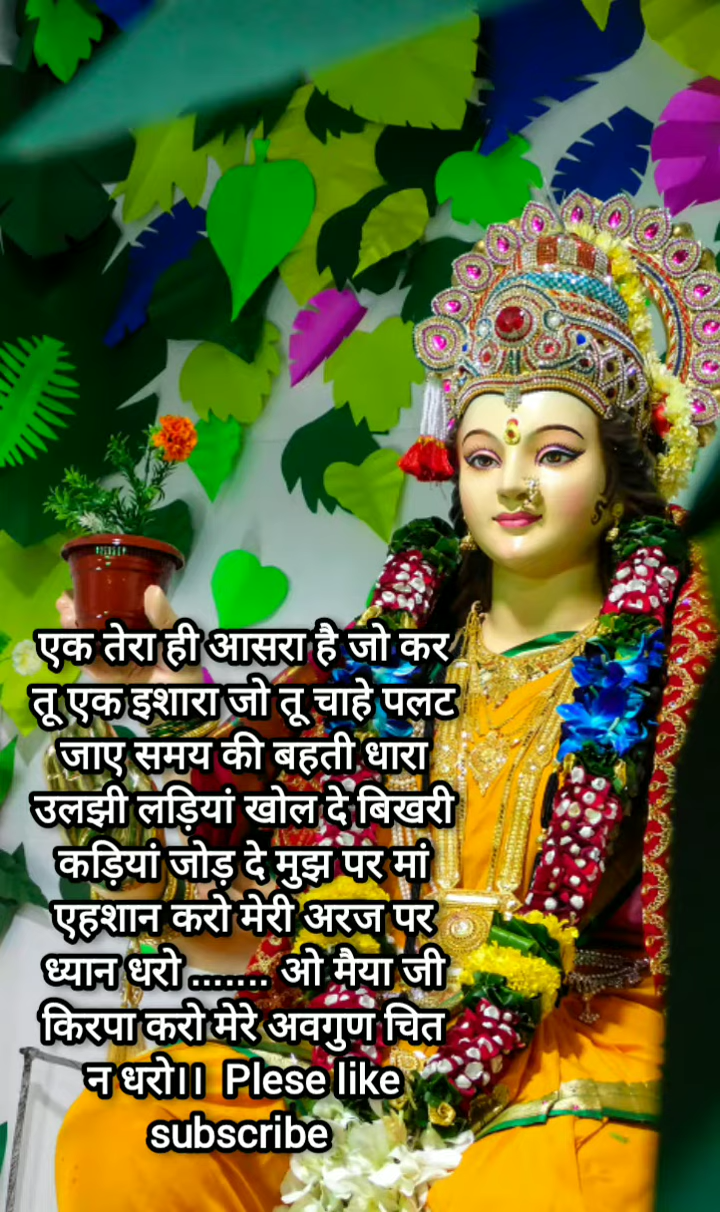 एक तेरा ही आसरा है जो कर
तू एक इशारा जो तू चाहे पलट
जाए समय की बहती धारा
उलझी लड़ियां खोल दे बिखरी
कड़ियां जोड़ दे मुझ पर मां
एहशान करो मेरी अरज पर
ध्यान धरो ....... ओ मैया जी
किरपा करो मेरे अवगुण चित
न धरो।। Plese like
subscribe